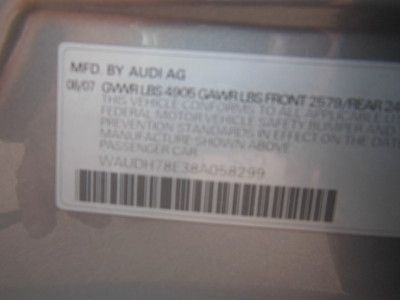 MFD. BY AUDI AG
06/07 GVWR LBS 4905 GAWR LBS FRONT 2579/REAR 24
THIS VEHICLE CONFORMS TO ALL APPLICABLE
FEDERAL MOTOR VEHICLE SAFETY BUMPER AND
PREVENTION STANDARDS IN EFFECT ON THE DATE
MANUFACTURE SHOWN ABOVE
PASSENGER CAR
WAUDH78E38A058299